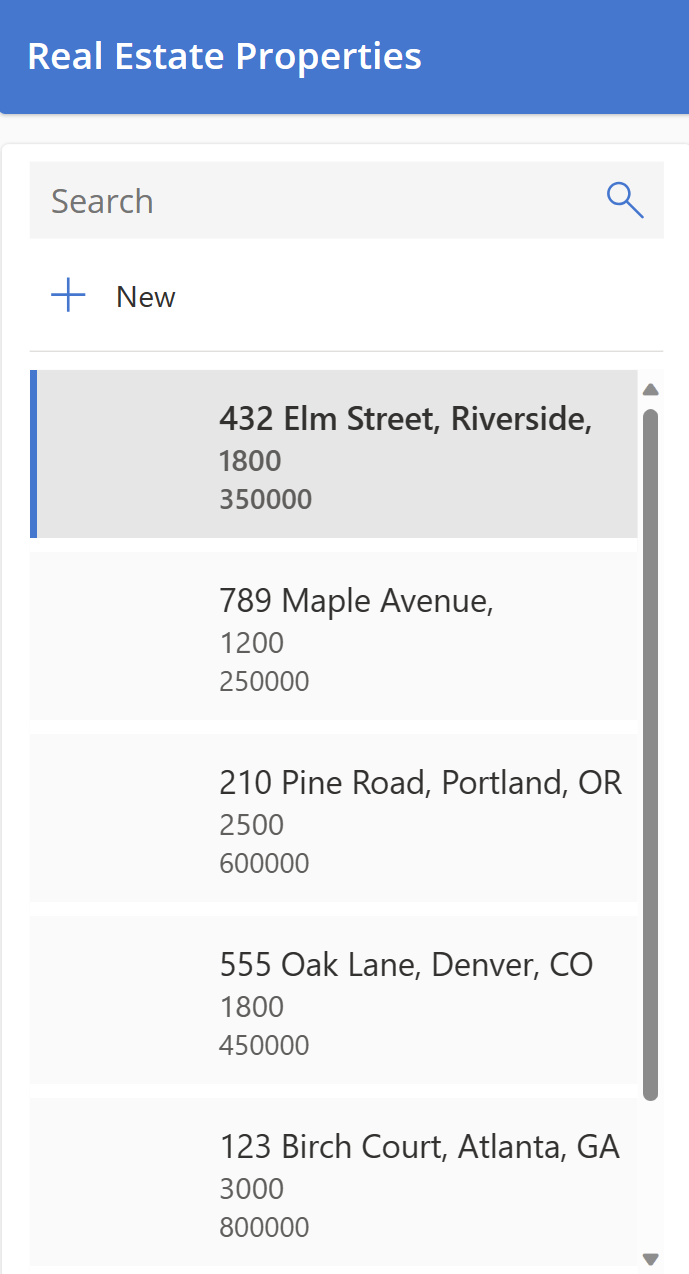 Real Estate Properties
Search
New
432 Elm Street, Riverside,
1800
350000
789 Maple Avenue,
1200
250000
210 Pine Road, Portland, OR
2500
600000
555 Oak Lane, Denver, CO
1800
450000
123 Birch Court, Atlanta, GA
3000
800000